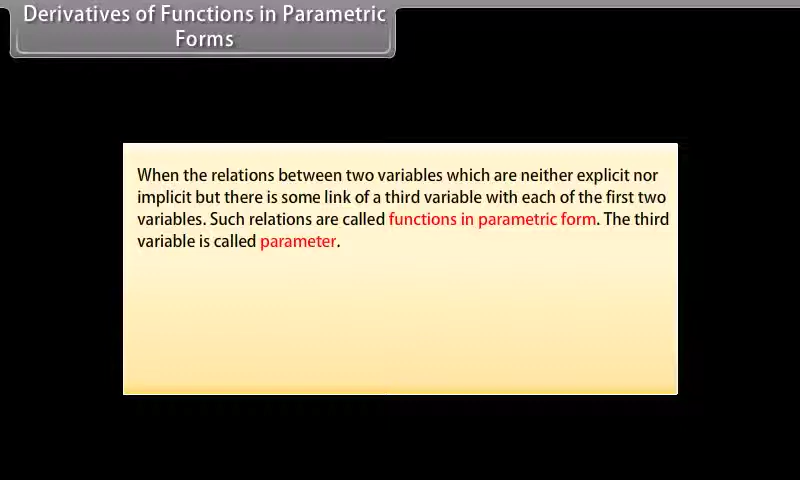 Derivatives of Functions in Parametric
Forms
When the relations between two variables which are neither explicit nor
implicit but there is some link of a third variable with each of the first two
variables. Such relations are called functions in parametric form. The third
variable is called parameter.